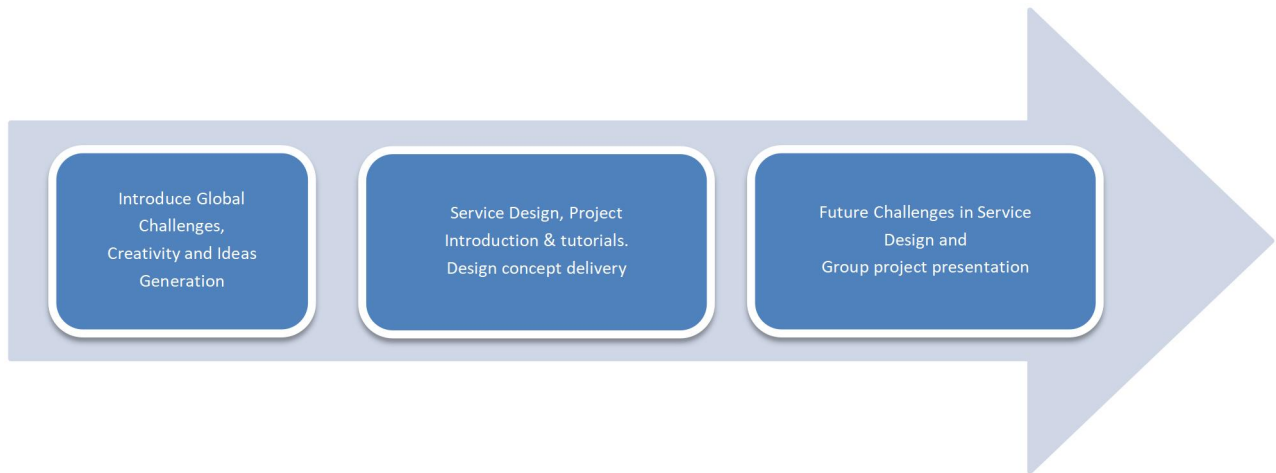 Introduce Global
Challenges,
Creativity and Ideas
Generation
Service Design, Project
Introduction & tutorials.
Design concept delivery
Future Challenges in Service
Design and
Group project presentation